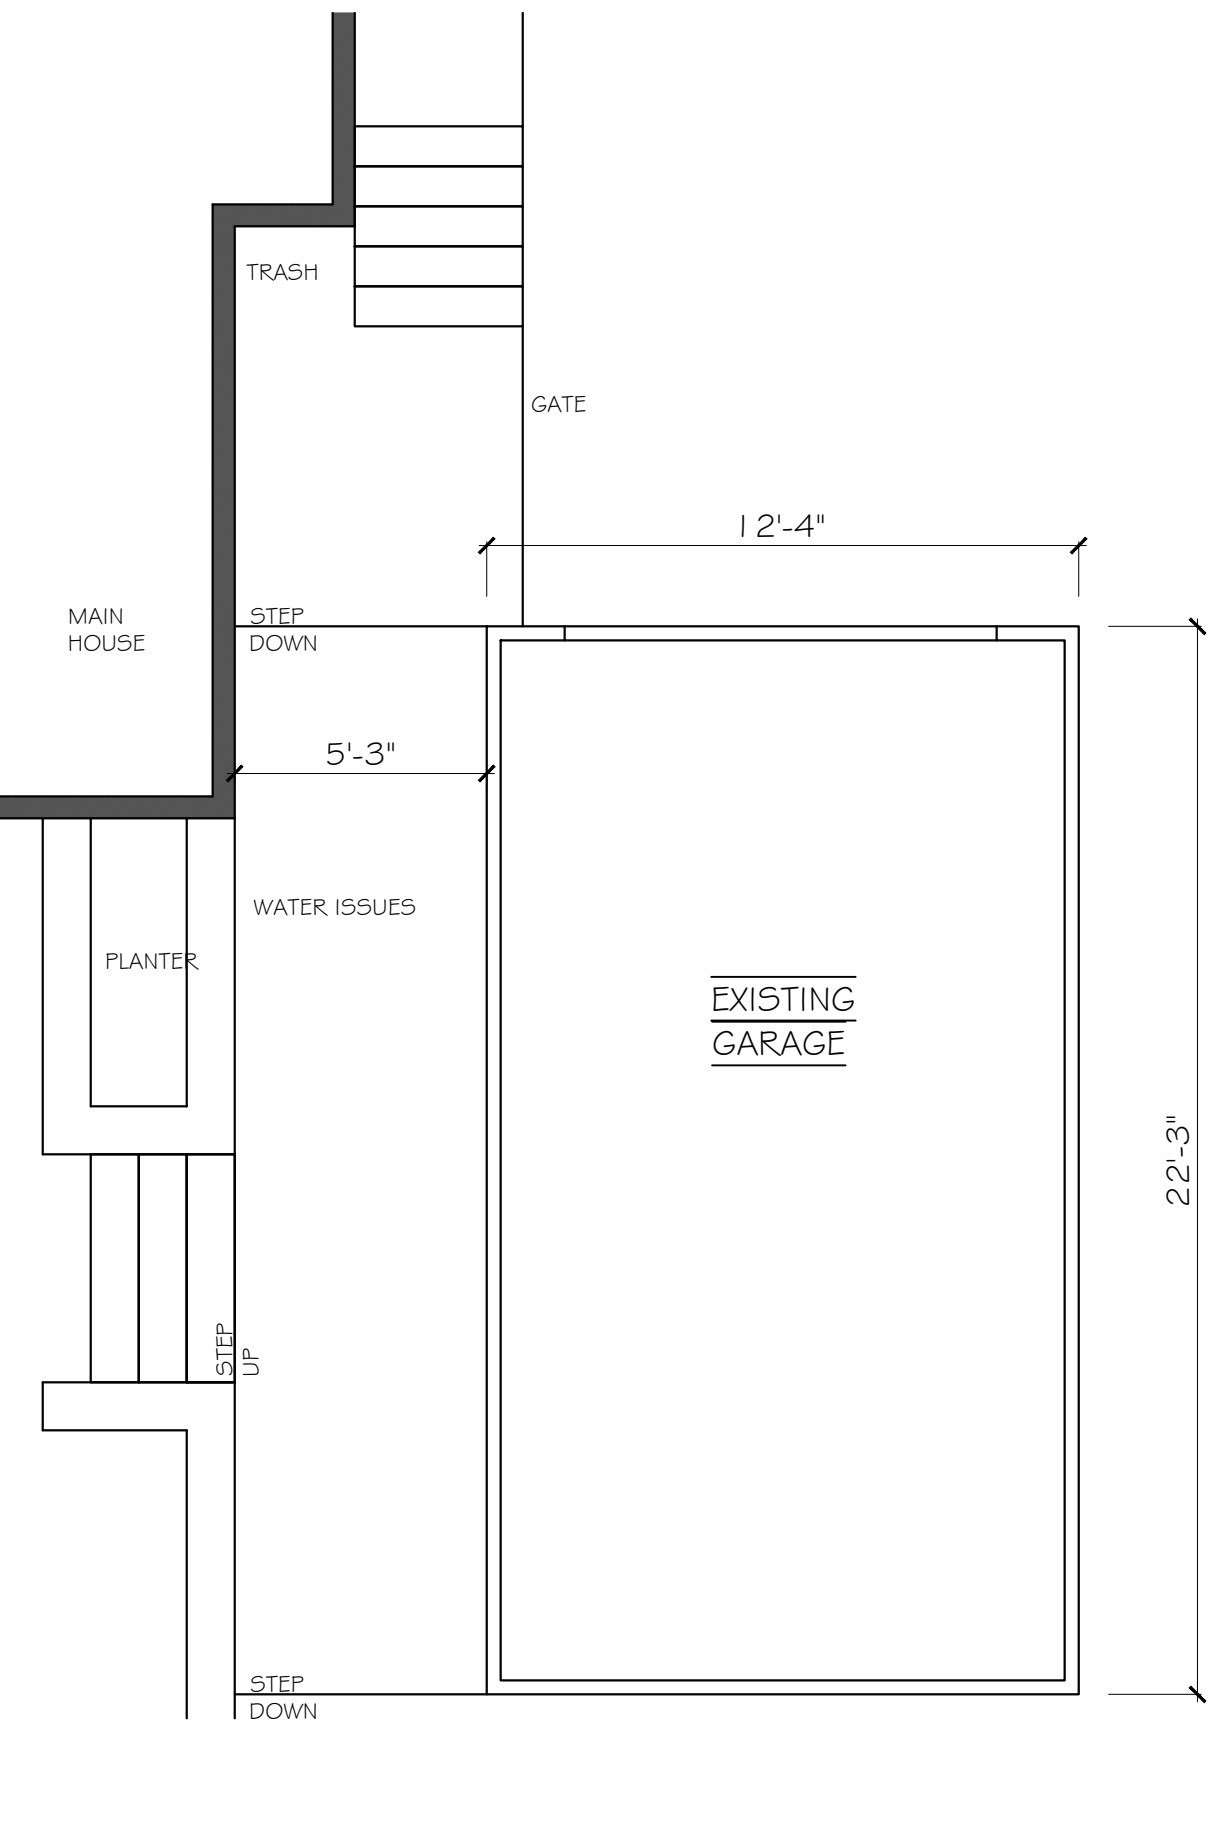 TRASH
GATE
12'-4"
MAIN
HOUSE
STEP
DOWN
5'-3"
WATER ISSUES
PLANTER
EXISTING
GARAGE
22'-3"
STEP
UP
STEP
DOWN